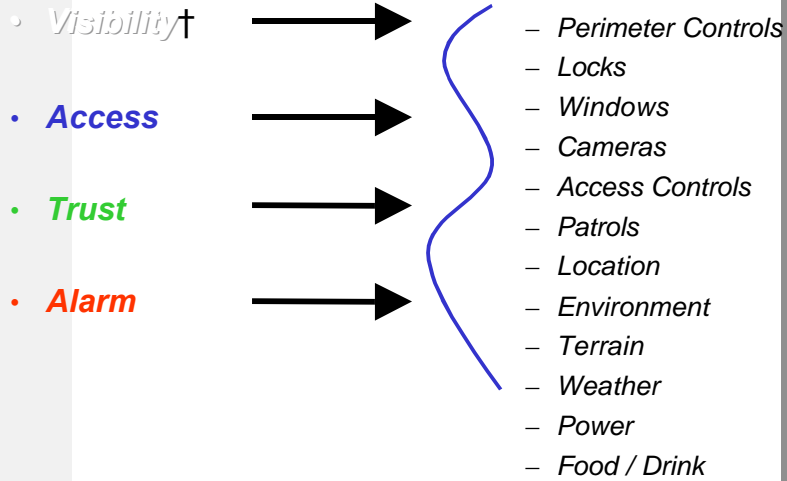 • Visibility†
• Access
• Trust
• Alarm
– Perimeter Controls
– Locks
– Windows
– Cameras
– Access Controls
– Patrols
– Location
– Environment
– Terrain
– Weather
– Power
– Food / Drink